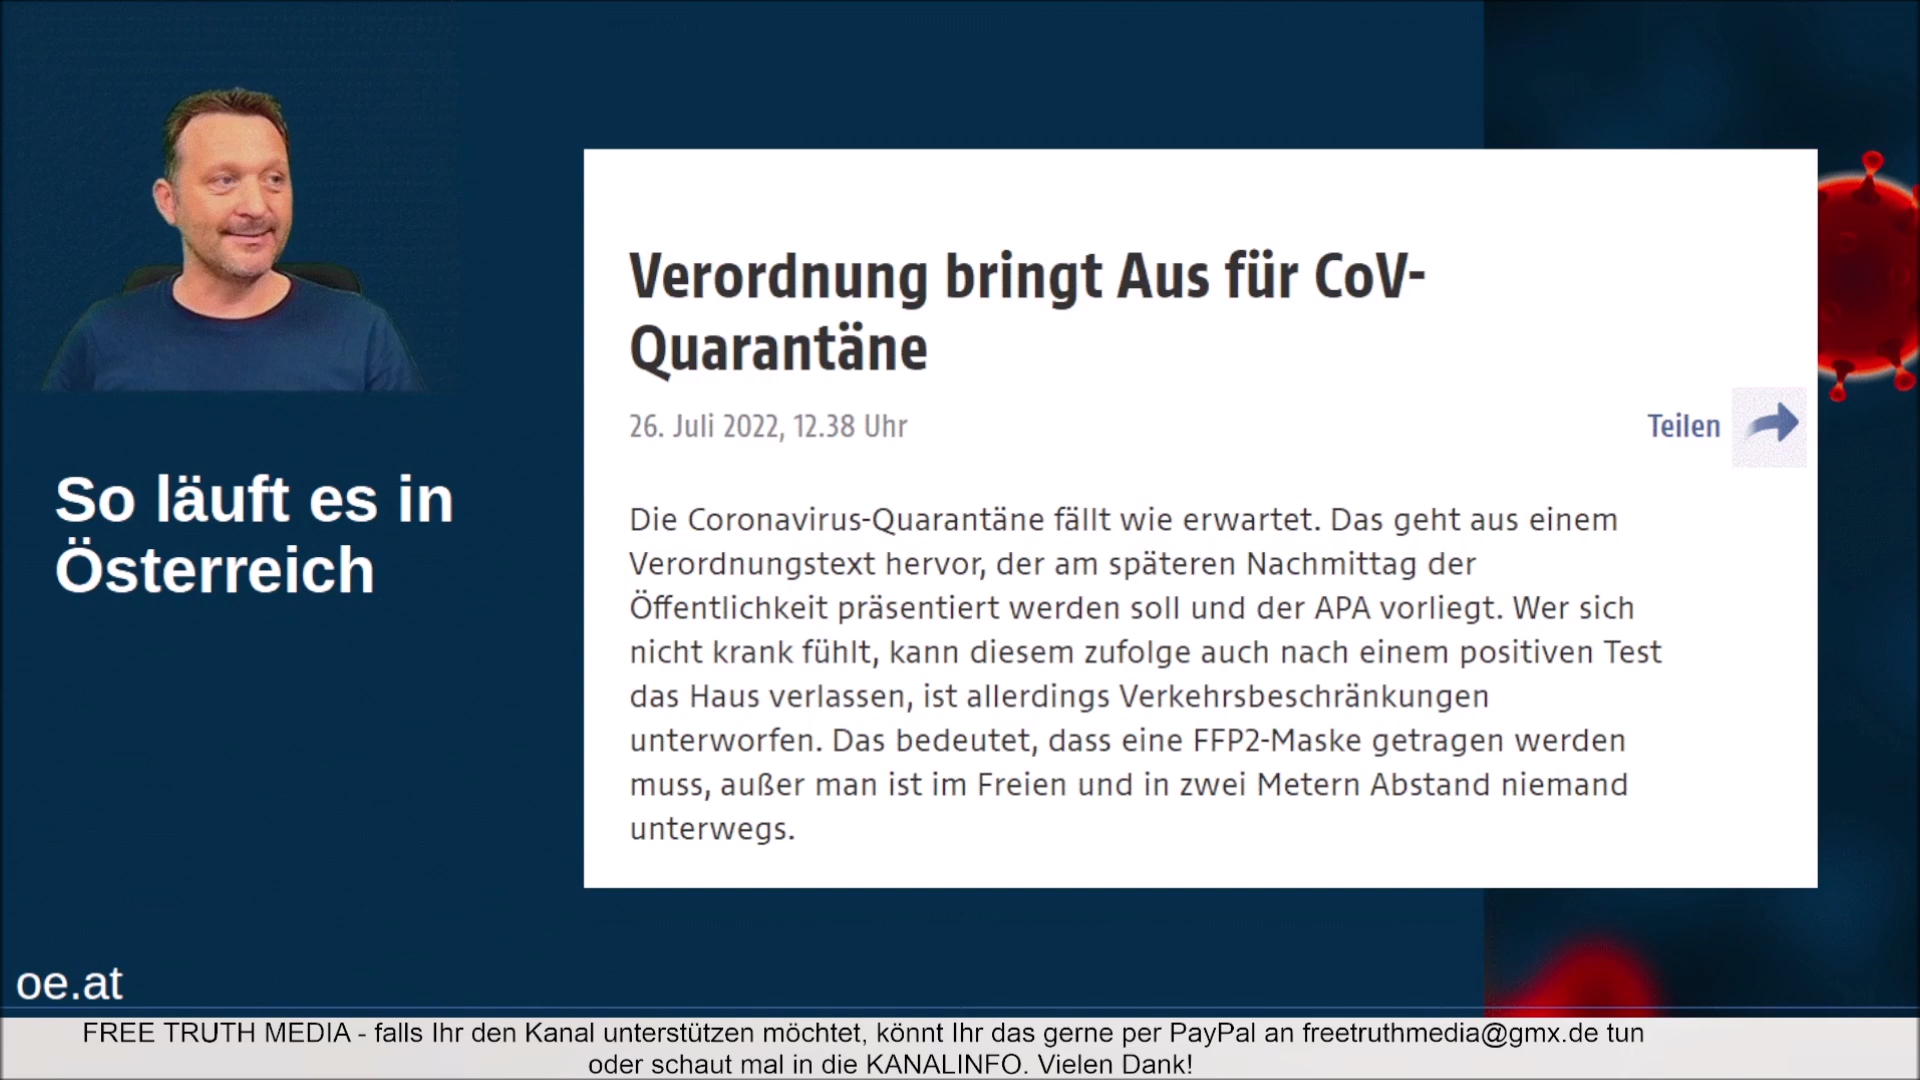 Verordnung bringt Aus für CoV-
Quarantäne
26. Juli 2022, 12.38 Uhr
Teilen
Die Coronavirus-Quarantäne fällt wie erwartet. Das geht aus einem
Verordnungstext hervor, der am späteren Nachmittag der
Öffentlichkeit präsentiert werden soll und der APA vorliegt. Wer sich
nicht krank fühlt, kann diesem zufolge auch nach einem positiven Test
das Haus verlassen, ist allerdings Verkehrsbeschränkungen
unterworfen. Das bedeutet, dass eine FFP2-Maske getragen werden
muss, außer man ist im Freien und in zwei Metern Abstand niemand
unterwegs.
So läuft es in
Österreich
oe.at
FREE TRUTH MEDIA - falls Ihr den Kanal unterstützen möchtet, könnt Ihr das gerne per PayPal an freetruthmedia@gmx.de tun
oder schaut mal in die KANALINFO. Vielen Dank!